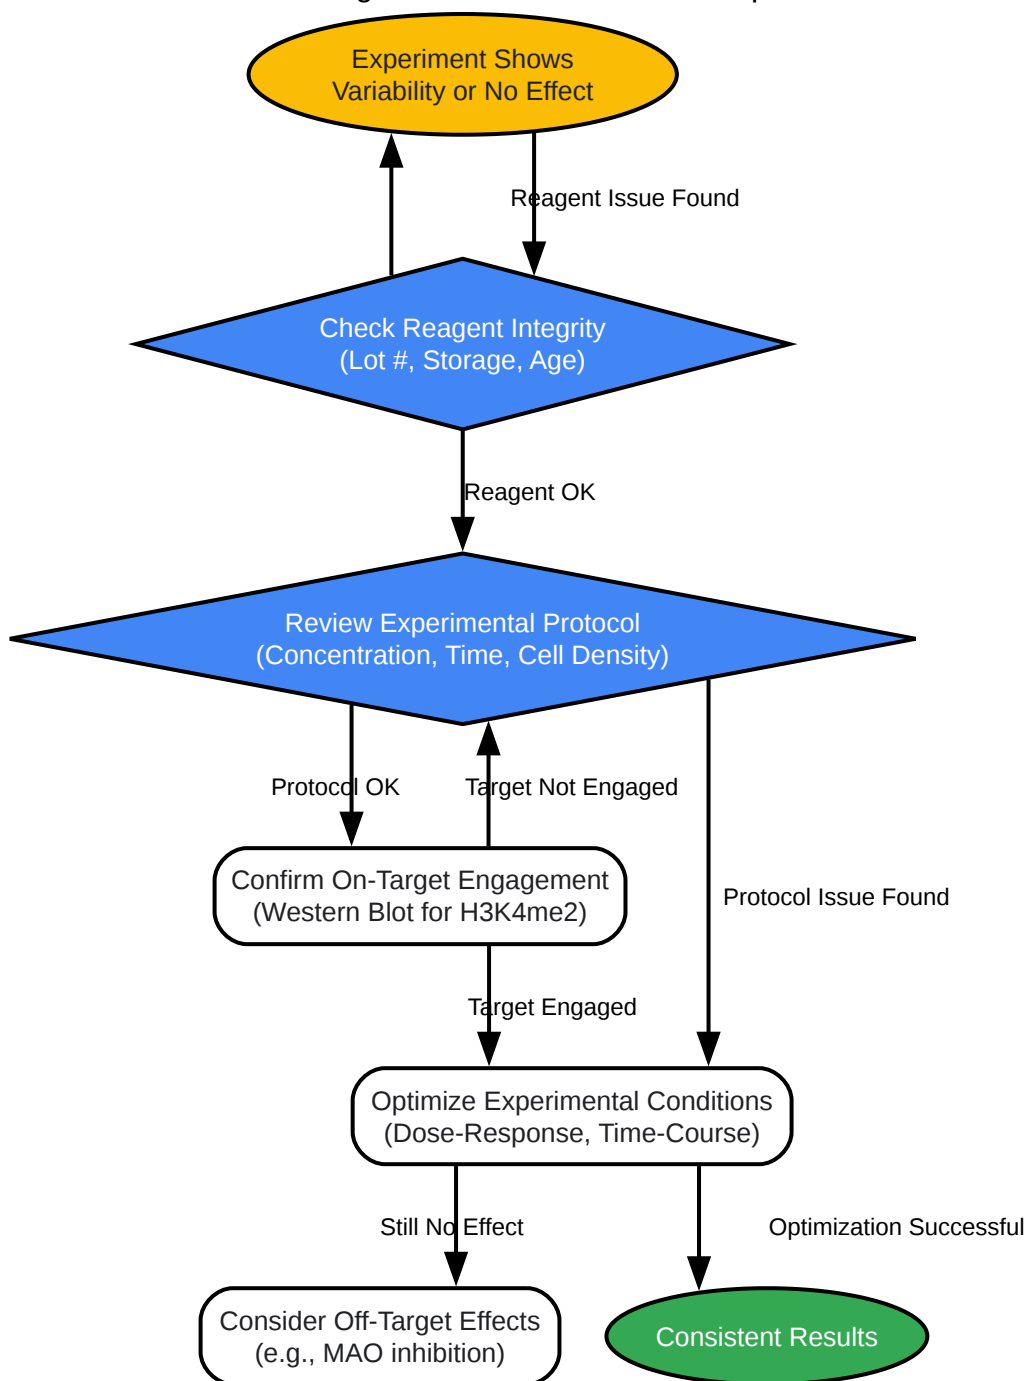 Experiment Shows
Variability or No Effect
Reagent Issue Found
Check Reagent Integrity
(Lot #, Storage, Age)
Reagent OK
Review Experimental Protocol
(Concentration, Time, Cell Density)
Protocol OK
Target Not Engaged
Confirm On-Target Engagement
(Western Blot for H3K4me2)
Protocol Issue Found
Target Engaged
Optimize Experimental Conditions
(Dose-Response, Time-Course)
Still No Effect
Optimization Successful
Consider Off-Target Effects
(e.g., MAO inhibition)
Consistent Results